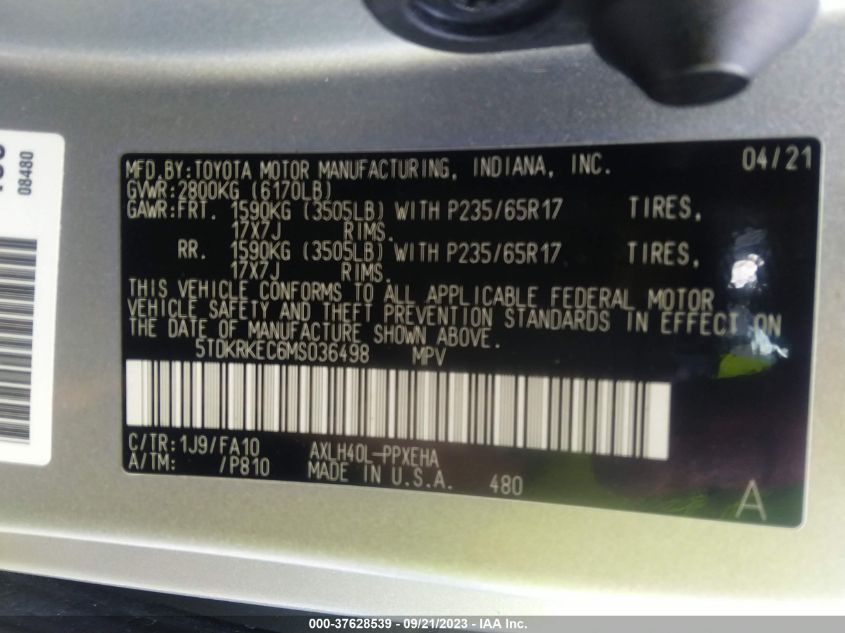 08480
MFD.BY:TOYOTA MOTOR MANUFACTURING, INDIANA, INC. 04/21
GVWR:2800KG (6170LB)
GAWR:FRT. 1590KG (3505LB) WITH P235/65R17 TIRES,
17X7J RIMS.
RR. 1590KG (3505LB) WITH P235/65R17 TIRES,
17X7J RIMS.
THIS VEHICLE CONFORMS TO ALL APPLICABLE FEDERAL MOTOR
VEHICLE SAFETY AND THEFT PREVENTION STANDARDS IN EFFECT ON
THE DATE OF MANUFACTURE SHOWN ABOVE.
5TDKRKEC6MS036498 MPV
C/TR:1J9/FA10 AXLH40L-PPXEHA
A/TM: /P810 MADE IN U.S.A. 480
A
000-37628539 - 09/21/2023 - IAA Inc.